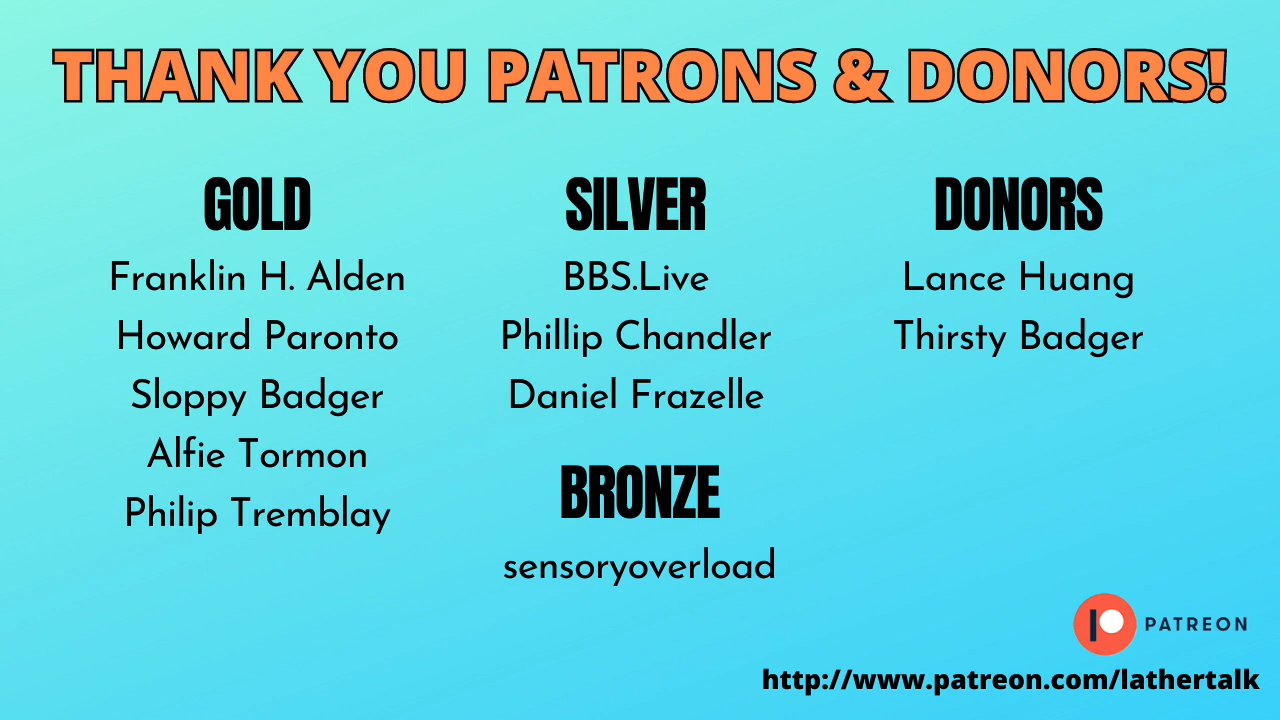 THANK YOU PATRONS & DONORS!
GOLD
Franklin H. Alden
Howard Paronto
Sloppy Badger
Alfie Tormon
Philip Tremblay
SILVER
BBS.Live
Phillip Chandler
Daniel Frazelle
BRONZE
sensoryoverload
DONORS
Lance Huang
Thirsty Badger
PATREON
http://www.patreon.com/lathertalk